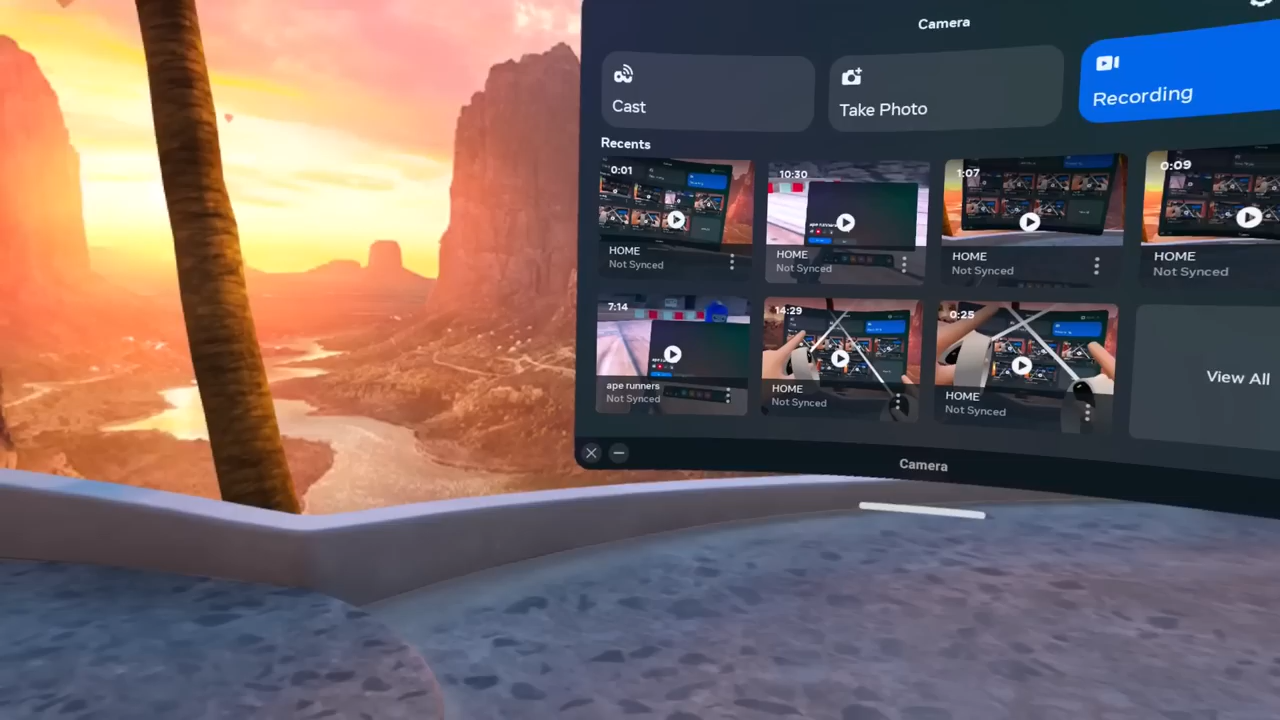 Camera
Cast
Take Photo
Recording
Recents
0:01
HOME
Not Synced
10:30
HOME
Not Synced
1:07
HOME
Not Synced
0:09
HOME
Not Synced
7:14
ape runners
Not Synced
14:29
HOME
Not Synced
0:25
HOME
Not Synced
View All
Camera